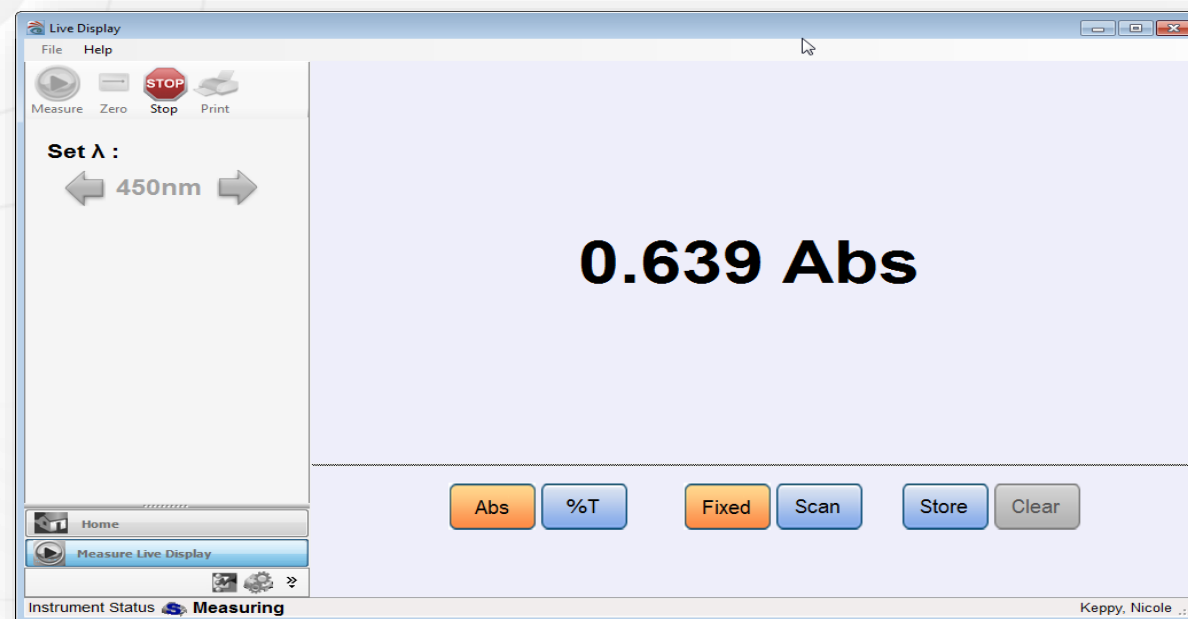 Live Display
File Help
STOP
Measure Zero Stop Print
Set λ :
450nm
0.639 Abs
Abs %T Fixed Scan Store Clear
Home
Measure Live Display
Instrument Status Measuring Keppy, Nicole